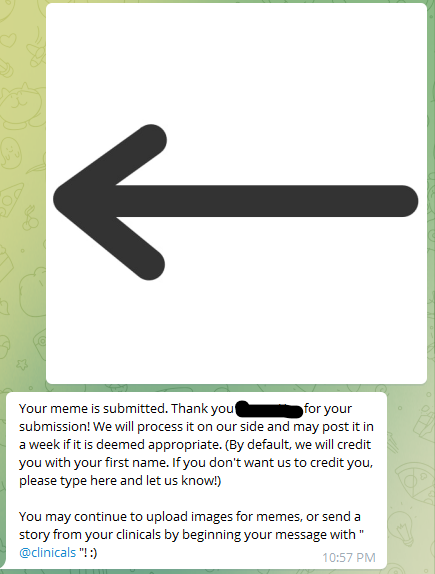 Your meme is submitted. Thank you for your
submission! We will process it on our side and may post it in
a week if it is deemed appropriate. (By default, we will credit
you with your first name. If you don't want us to credit you,
please type here and let us know!)
You may continue to upload images for memes, or send a
story from your clinicals by beginning your message with "
@clinicals "! :)
10:57 PM